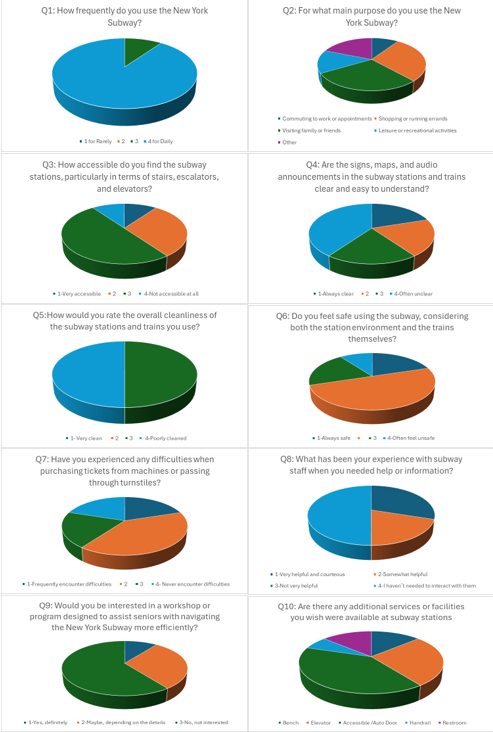 Q1: How frequently do you use the New York
Subway?
1 for Rarely 2 3 4 for Daily
Q2: For what main purpose do you use the New
York Subway?
Commuting to work or appointments Shopping or running errands
Visiting family or friends Leisure or recreational activities
Other
Q3: How accessible do you find the subway
stations, particularly in terms of stairs, escalators,
and elevators?
1-Very accessible 2 3 4-Not accessible at all
Q4: Are the signs, maps, and audio
announcements in the subway stations and trains
clear and easy to understand?
1-Always clear 2 3 4-Often unclear
Q5:How would you rate the overall cleanliness of
the subway stations and trains you use?
1- Very clean 2 3 4-Poorly cleaned
Q6: Do you feel safe using the subway, considering
both the station environment and the trains
themselves?
1-Always safe 3 4-Often feel unsafe
Q7: Have you experienced any difficulties when
purchasing tickets from machines or passing
through turnstiles?
1-Frequently encounter difficulties 2 3 4- Never encounter difficulties
Q8: What has been your experience with subway
staff when you needed help or information?
1-Very helpful and courteous 2-Somewhat helpful
3-Not very helpful 4-I haven't needed to interact with them
Q9: Would you be interested in a workshop or
program designed to assist seniors with navigating
the New York Subway more efficiently?
1-Yes, definitely 2-Maybe, depending on the details 3-No, not interested
Q10: Are there any additional services or facilities
you wish were available at subway stations
Bench Elevator Accessible /Auto Door Handrail Restroom